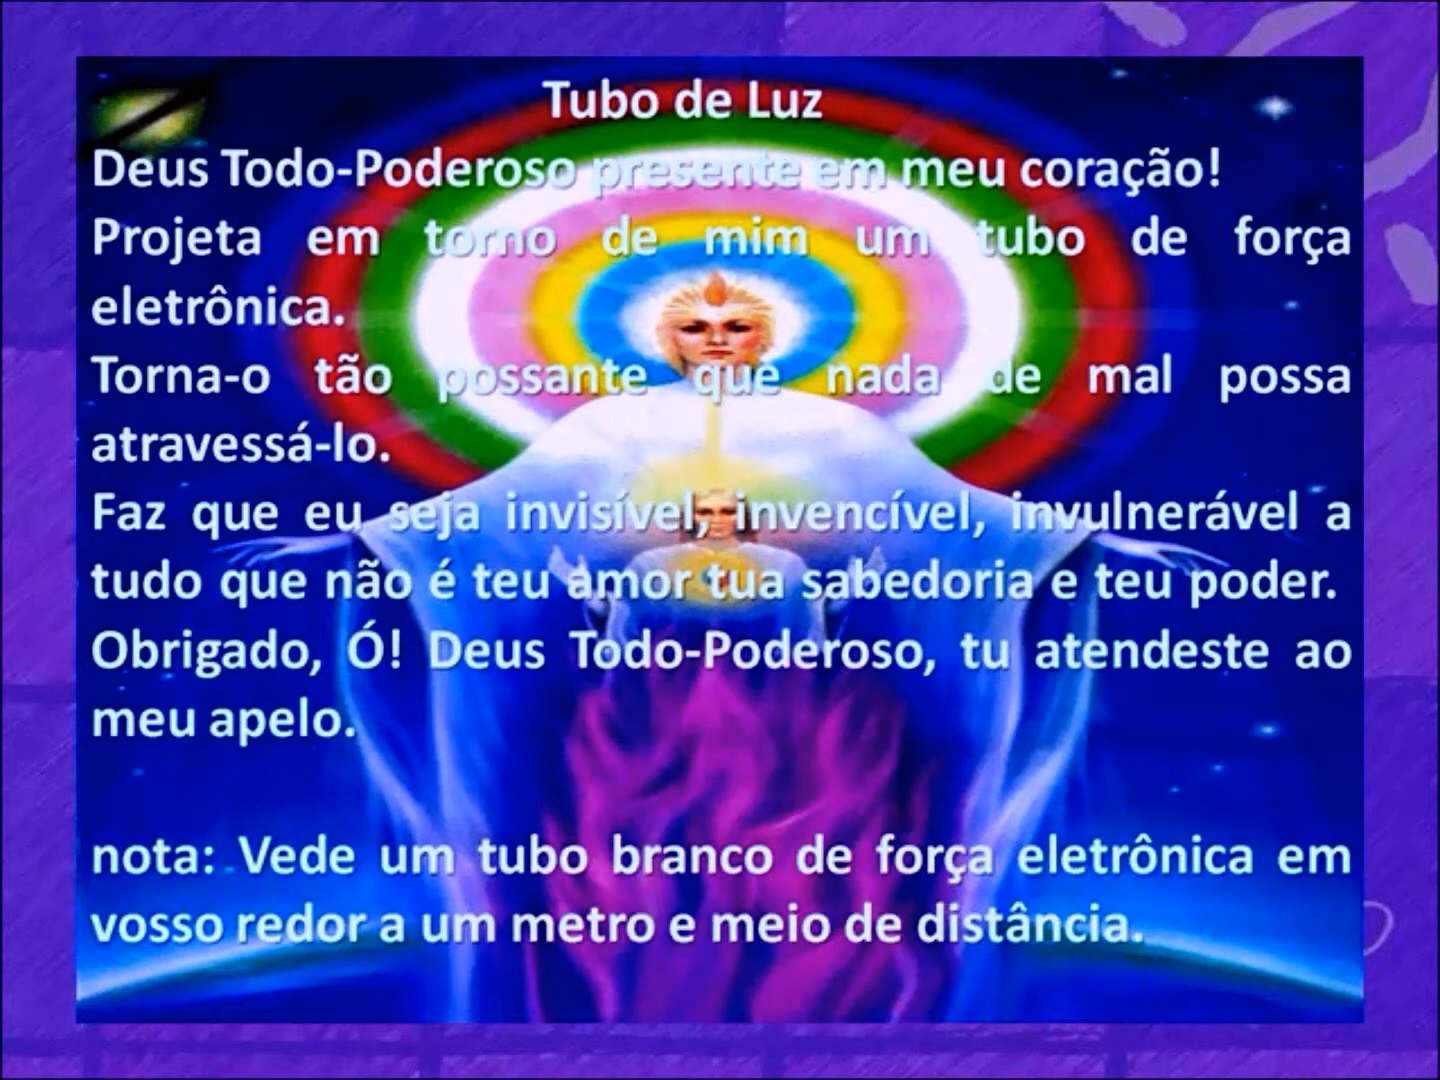 Tubo de Luz
Deus Todo-Poderoso presente em meu coração!
Projeta em torno de mim um tubo de força
eletrônica.
Torna-o tão possante que nada de mal possa
atravessá-lo.
Faz que eu seja invisível, invencível, invulnerável a
tudo que não é teu amor tua sabedoria e teu poder.
Obrigado, Ó! Deus Todo-Poderoso, tu atendeste ao
meu apelo.
nota: Vede um tubo branco de força eletrônica em
vosso redor a um metro e meio de distância.